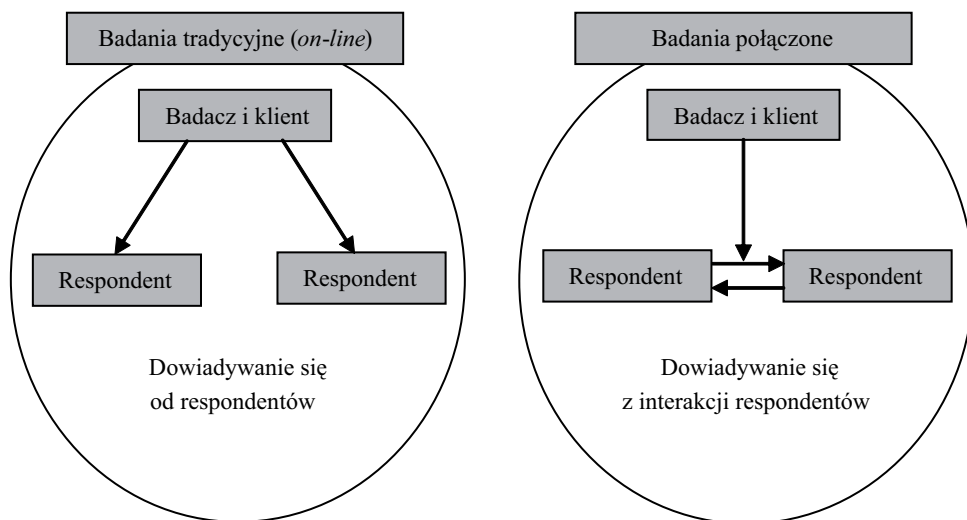 Badania tradycyjne (on-line)
Badacz i klient
Respondent
Respondent
Dowiadywanie się
od respondentów
Badania połączone
Badacz i klient
Respondent
Respondent
Dowiadywanie się
z interakcji respondentów